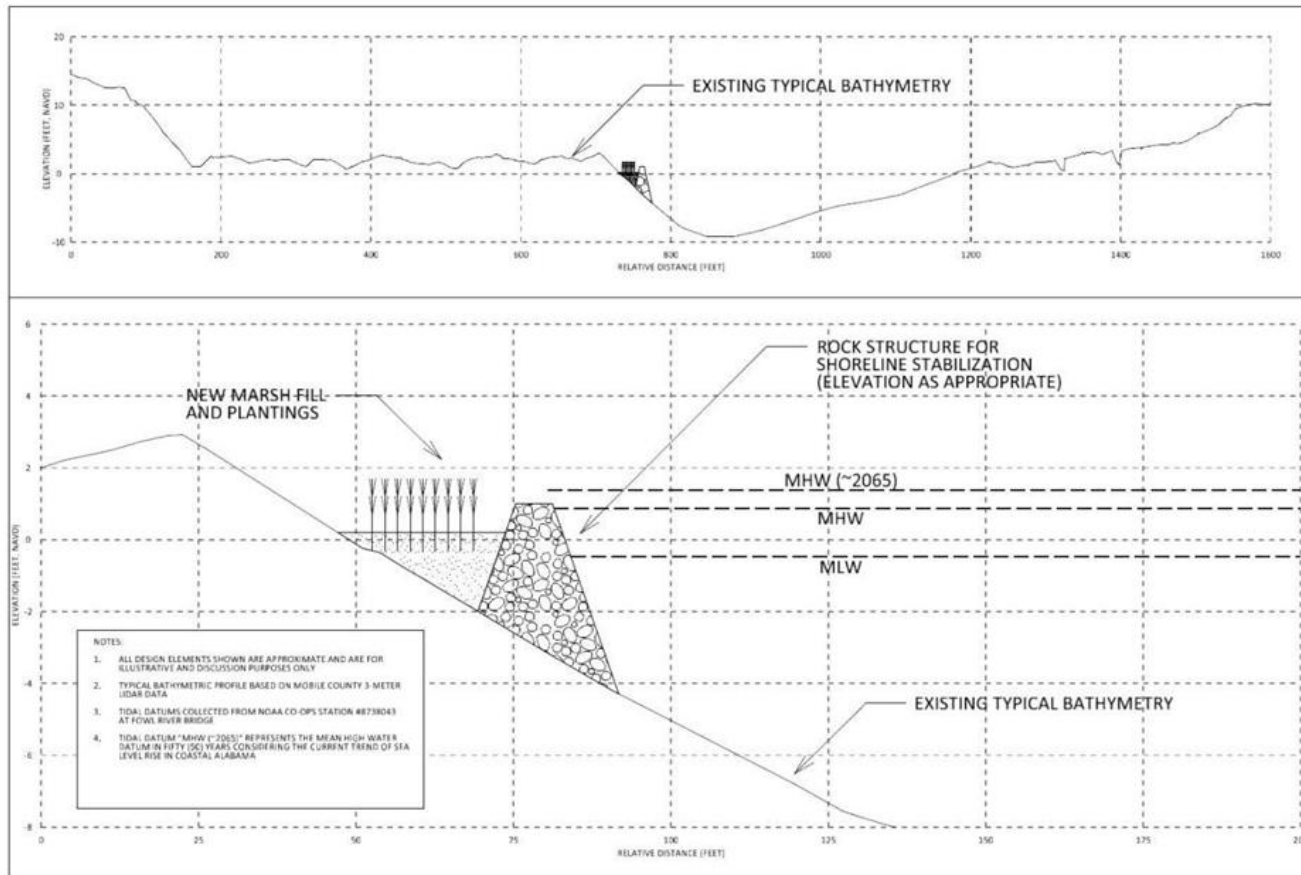 20
10
0
-10
ELEVATION (FEET, NAVD)
EXISTING TYPICAL BATHYMETRY
0
200
400
600
800
1000
1200
1400
1600
RELATIVE DISTANCE (FEET)
6
4
2
0
-2
-4
-6
-8
ELEVATION (FEET, NAVD)
NEW MARSH FILL
AND PLANTINGS
ROCK STRUCTURE FOR
SHORELINE STABILIZATION
(ELEVATION AS APPROPRIATE)
MHW (~2065)
MHW
MLW
EXISTING TYPICAL BATHYMETRY
NOTES:
1. ALL DESIGN ELEMENTS SHOWN ARE APPROXIMATE AND ARE FOR
ILLUSTRATIVE AND DISCUSSION PURPOSES ONLY
2. TYPICAL BATHYMETRIC PROFILE BASED ON MOBILE COUNTY 3-METER
LIDAR DATA
3. TIDAL DATUMS COLLECTED FROM NOAA CO-OPS STATION #8738043
AT FOWL RIVER BRIDGE
4. TIDAL DATUM "MHW (~2065)" REPRESENTS THE MEAN HIGH WATER
DATUM IN FIFTY (50) YEARS CONSIDERING THE CURRENT TREND OF SEA
LEVEL RISE IN COASTAL ALABAMA
0
25
50
75
100
125
150
175
20
RELATIVE DISTANCE (FEET)